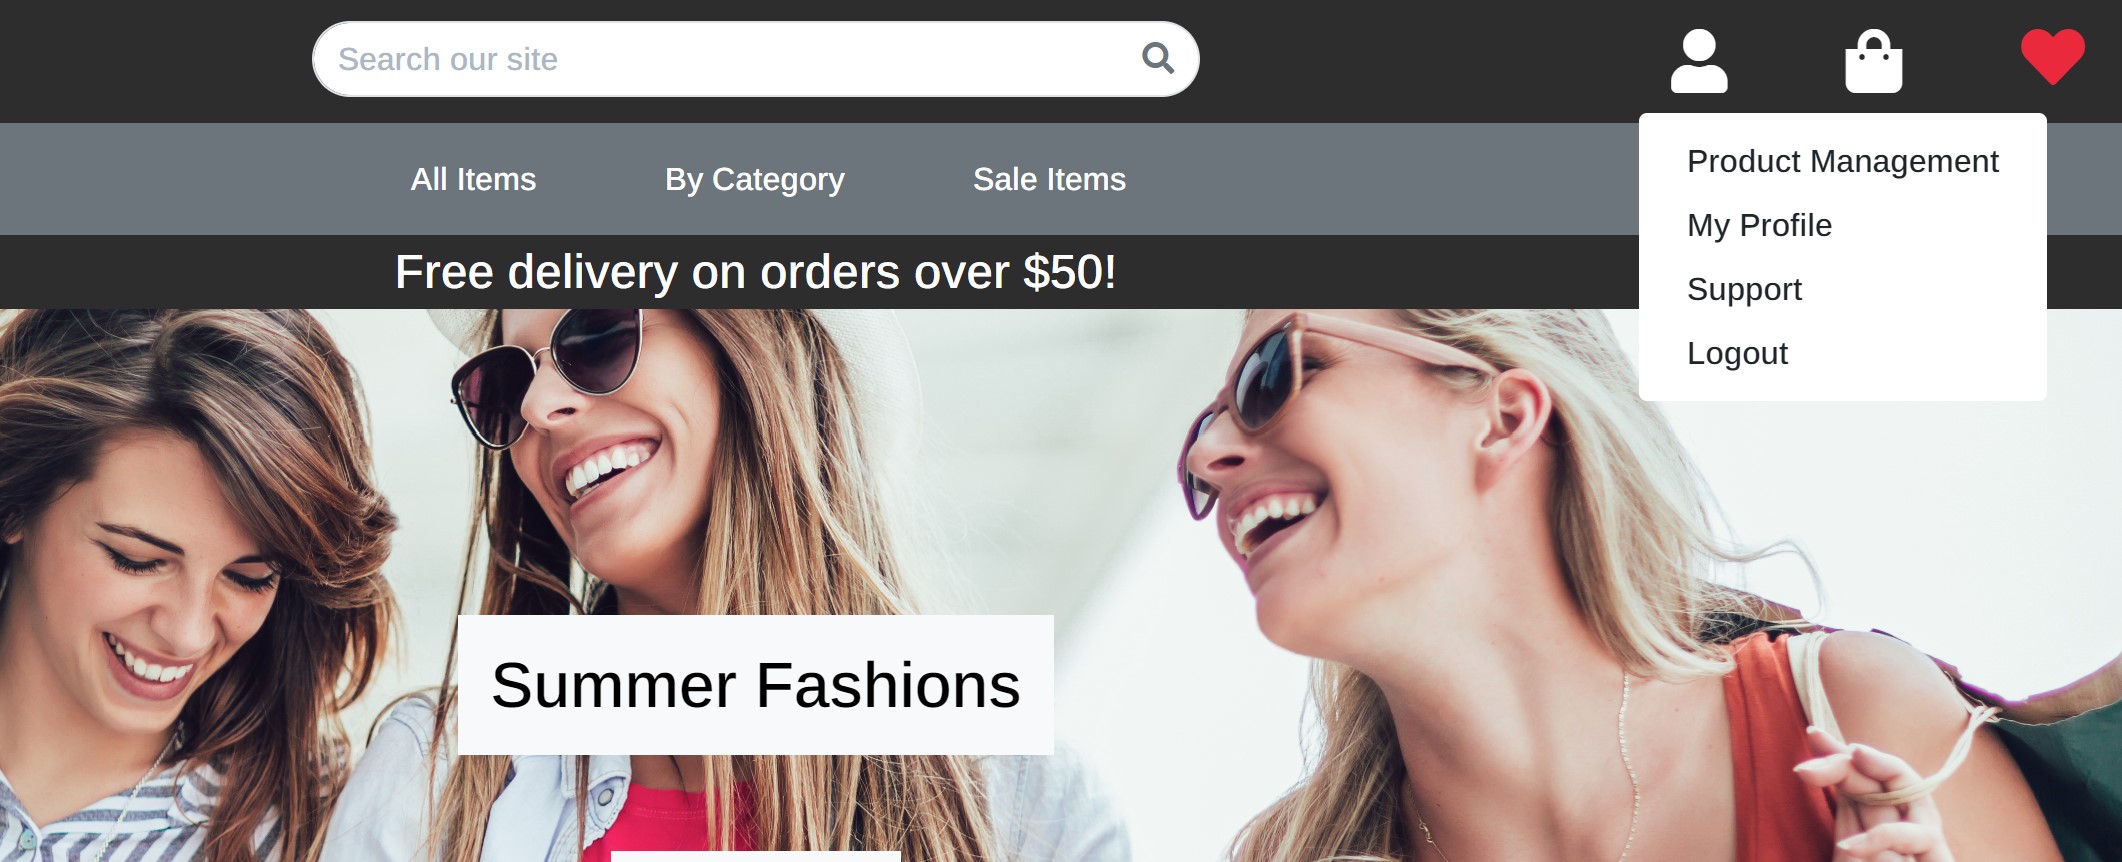 Search our site
All Items
By Category
Sale Items
Product Management
My Profile
Support
Logout
Free delivery on orders over $50!
Summer Fashions